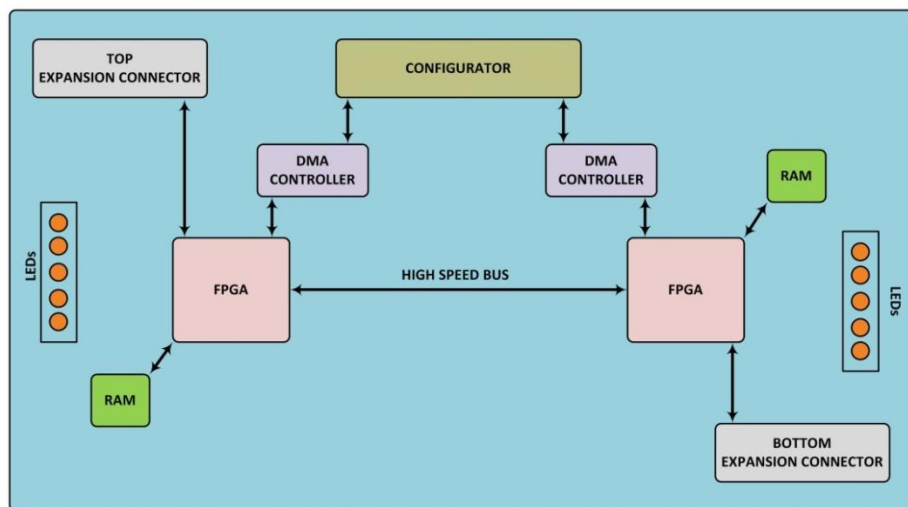 TOP
EXPANSION CONNECTOR
CONFIGURATOR
DMA
CONTROLLER
DMA
CONTROLLER
RAM
LEDs
FPGA
HIGH SPEED BUS
FPGA
LEDs
RAM
BOTTOM
EXPANSION CONNECTOR